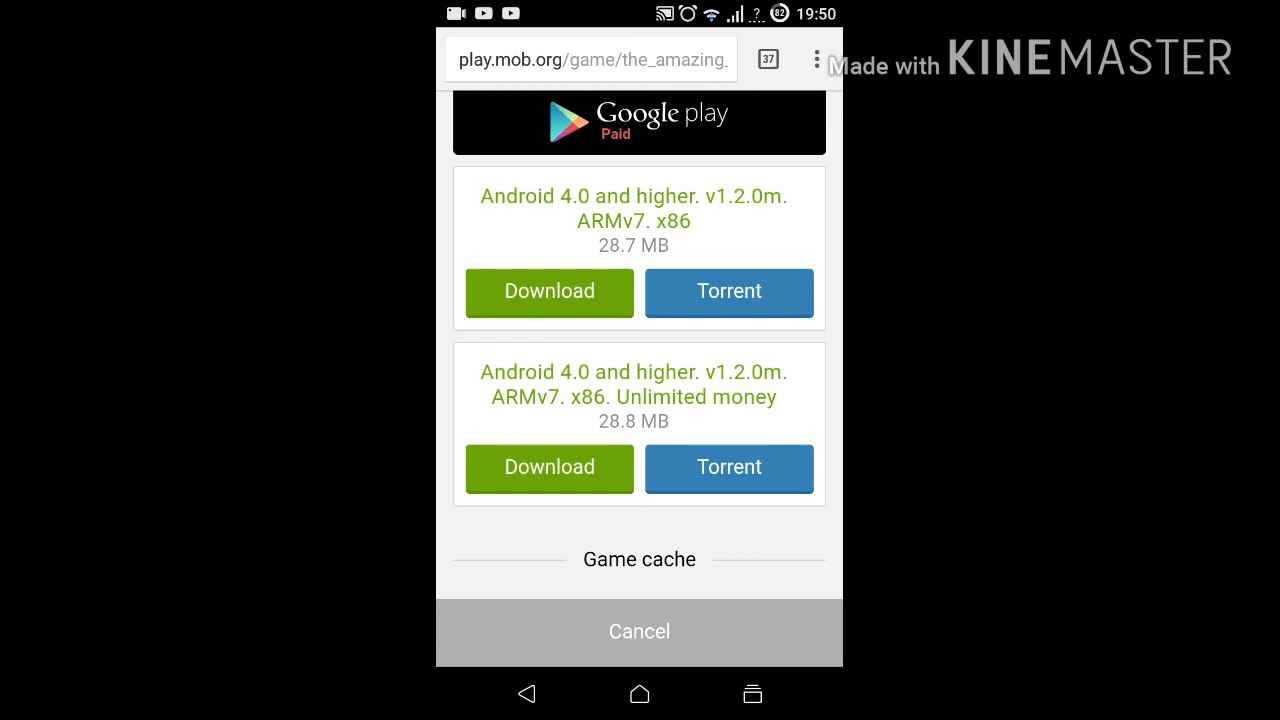 82 19:50
play.mob.org/game/the_amazing_
37
Made with KINEMASTER
Google play
Paid
Android 4.0 and higher. v1.2.0m.
ARMv7. x86
28.7 MB
Download Torrent
Android 4.0 and higher. v1.2.0m.
ARMv7. x86. Unlimited money
28.8 MB
Download Torrent
Game cache
Cancel